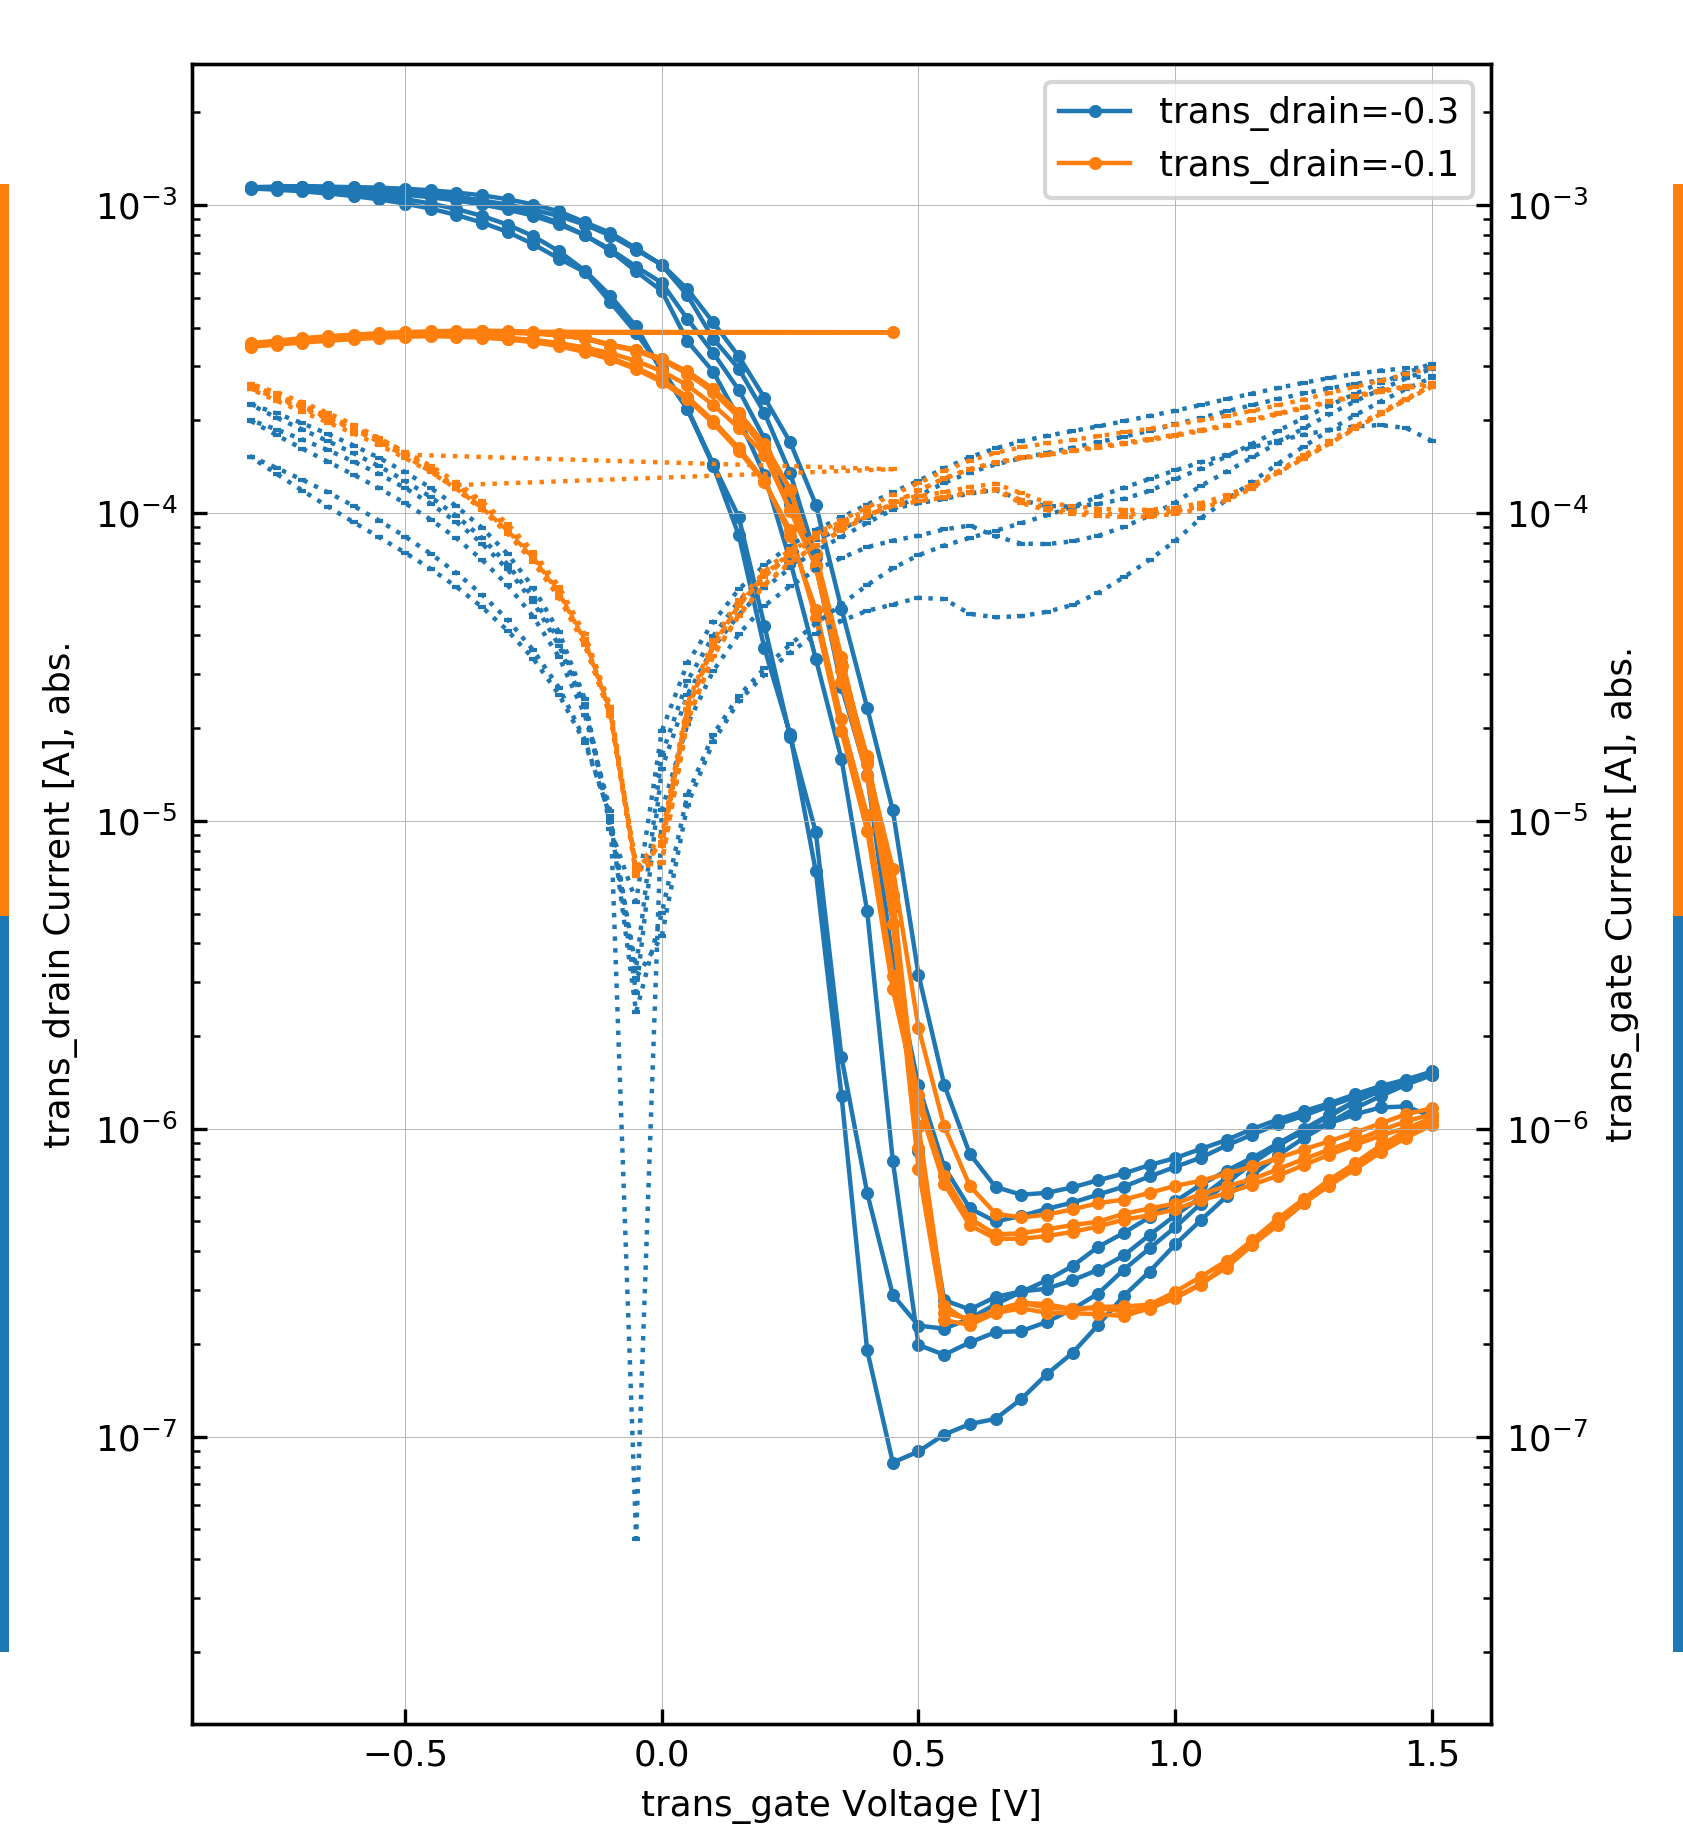 trans_drain=-0.3
trans_drain=-0.1
10⁻³
10⁻⁴
10⁻⁵
10⁻⁶
10⁻⁷
trans_drain Current [A], abs.
10⁻³
10⁻⁴
10⁻⁵
10⁻⁶
10⁻⁷
trans_gate Current [A], abs.
−0.5 0.0 0.5 1.0 1.5
trans_gate Voltage [V]